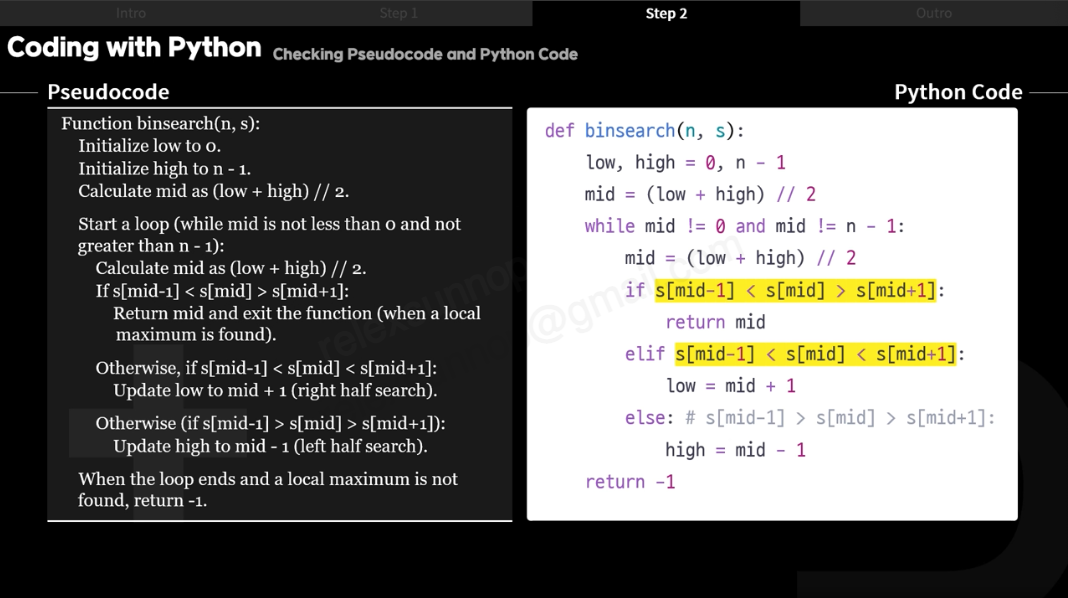 Intro
Step 1
Step 2
Outro
Coding with Python
Checking Pseudocode and Python Code
Pseudocode
Function binsearch(n, s):
Initialize low to 0.
Initialize high to n - 1.
Calculate mid as (low + high) // 2.
Start a loop (while mid is not less than 0 and not
greater than n - 1):
Calculate mid as (low + high) // 2.
If s[mid-1] < s[mid] > s[mid+1]:
Return mid and exit the function (when a local
maximum is found).
Otherwise, if s[mid-1] < s[mid] < s[mid+1]:
Update low to mid + 1 (right half search).
Otherwise (if s[mid-1] > s[mid] > s[mid+1]):
Update high to mid - 1 (left half search).
When the loop ends and a local maximum is not
found, return -1.
Python Code
def binsearch(n, s):
low, high = 0, n - 1
mid = (low + high) // 2
while mid != 0 and mid != n - 1:
mid = (low + high) // 2
if s[mid-1] < s[mid] > s[mid+1]:
return mid
elif s[mid-1] < s[mid] < s[mid+1]:
low = mid + 1
else: # s[mid-1] > s[mid] > s[mid+1]:
high = mid - 1
return -1